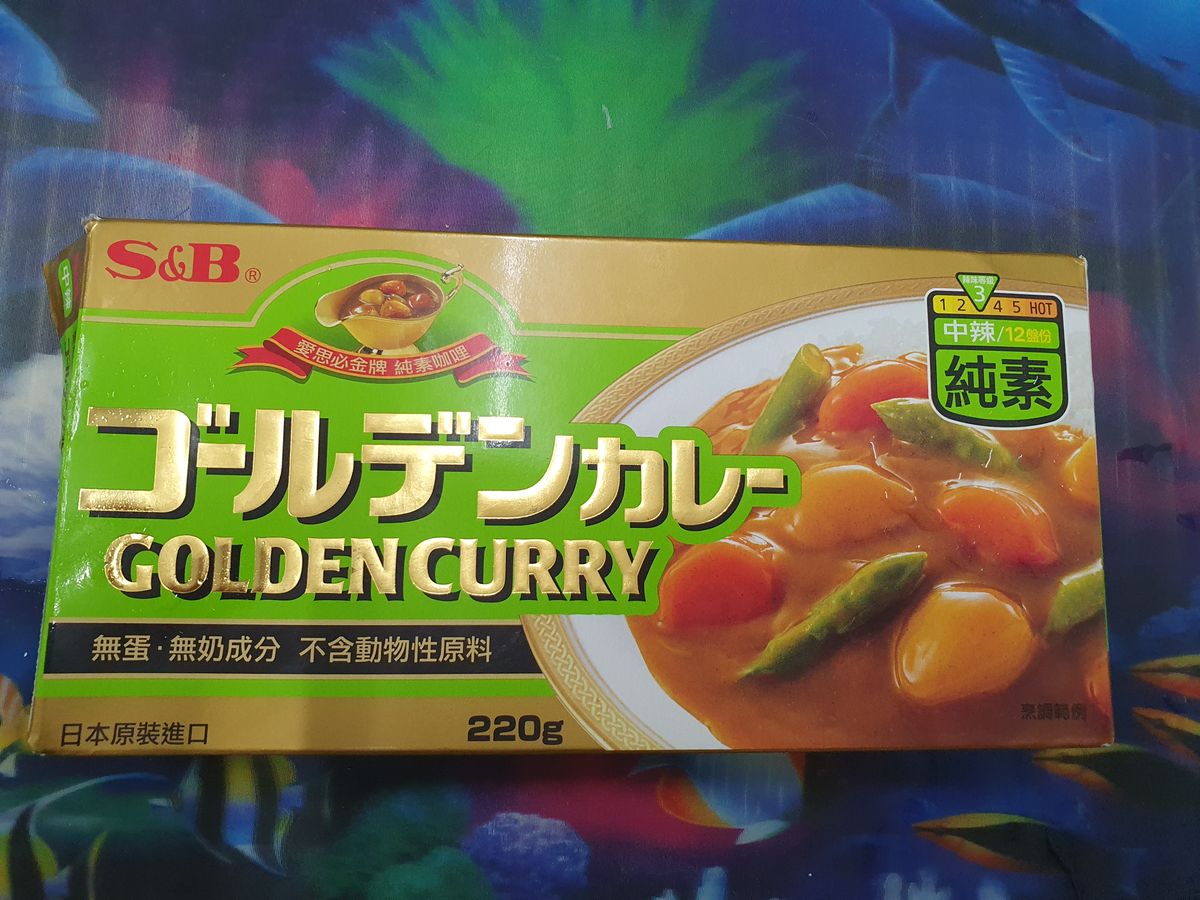 S&B®
愛思必金牌 純素咖哩
辣味等級
3
1 2 4 5 HOT
中辣/12盤份
純素
ゴールデンカレー
GOLDEN CURRY
無蛋·無奶成分 不含動物性原料
日本原裝進口
220g
烹調範例
中辣